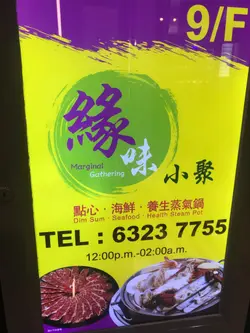 9/F
緣味小聚
Marginal
Gathering
點心·海鮮·養生蒸氣鍋
Dim Sum · Seafood · Health Steam Pot
TEL : 6323 7755
12:00p.m.-02:00a.m.